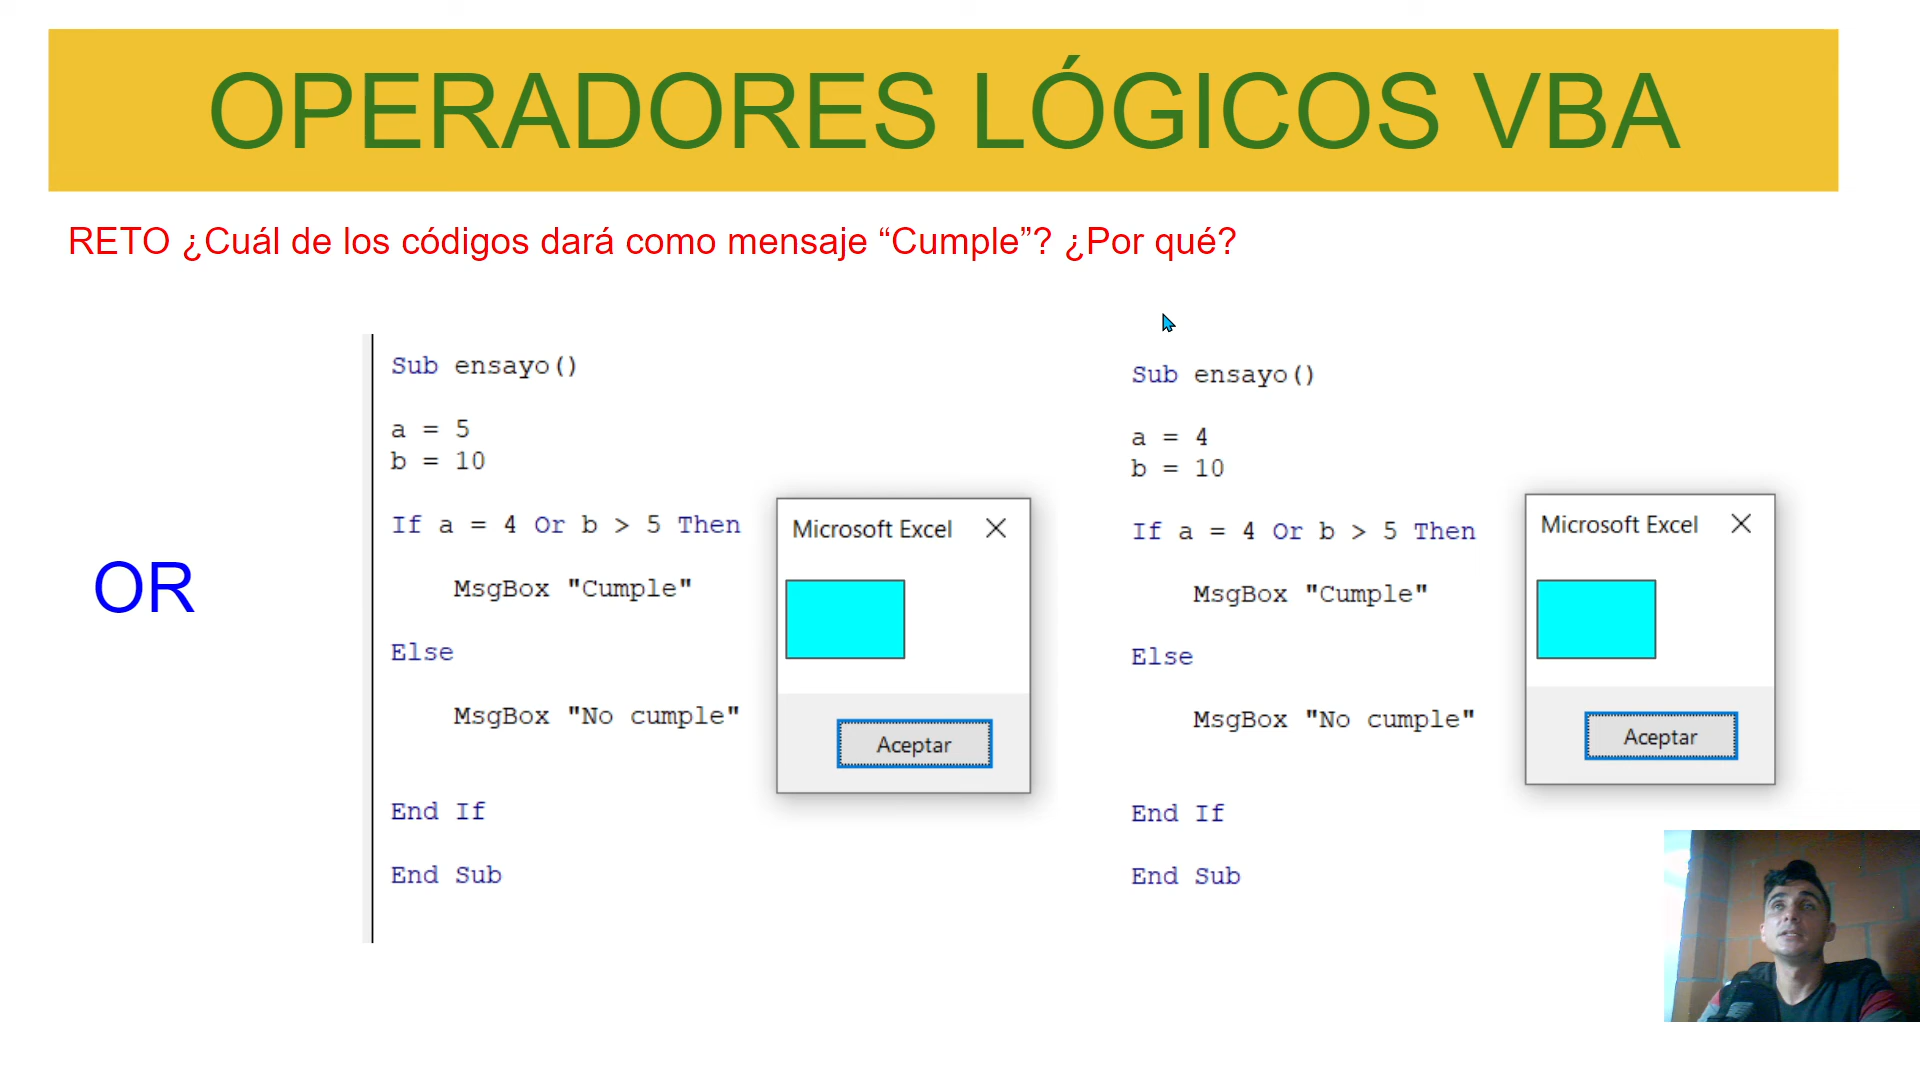 OPERADORES LÓGICOS VBA
RETO ¿Cuál de los códigos dará como mensaje “Cumple”? ¿Por qué?
OR
Sub ensayo()
a = 5
b = 10
If a = 4 Or b > 5 Then
MsgBox "Cumple"
Else
MsgBox "No cumple"
End If
End Sub
Microsoft Excel
Aceptar
Sub ensayo()
a = 4
b = 10
If a = 4 Or b > 5 Then
MsgBox "Cumple"
Else
MsgBox "No cumple"
End If
End Sub
Microsoft Excel
Aceptar